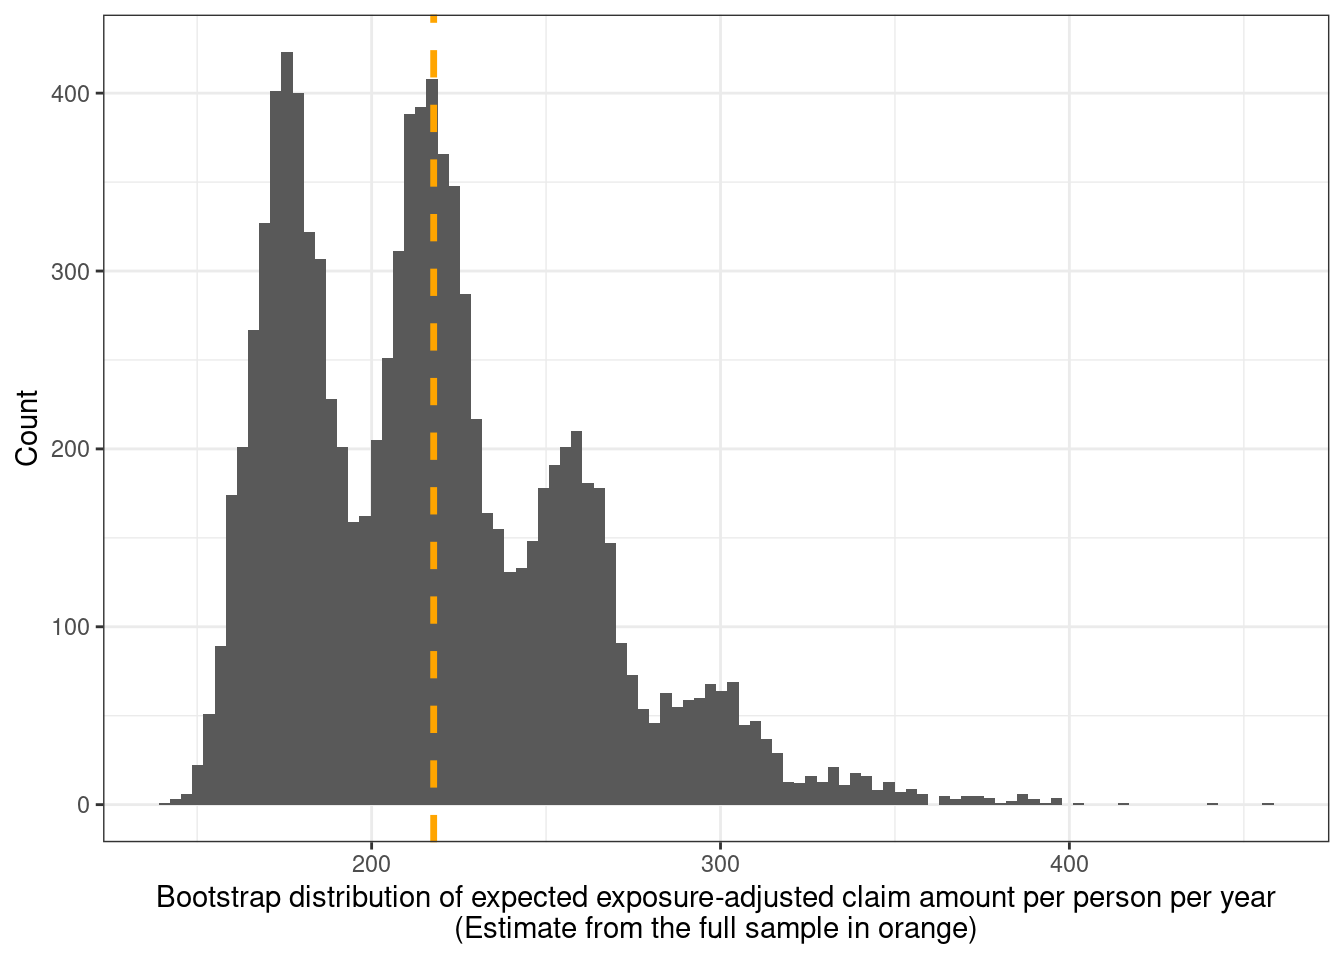 400
300
200
100
0
Count
200 300 400
Bootstrap distribution of expected exposure-adjusted claim amount per person per year
(Estimate from the full sample in orange)